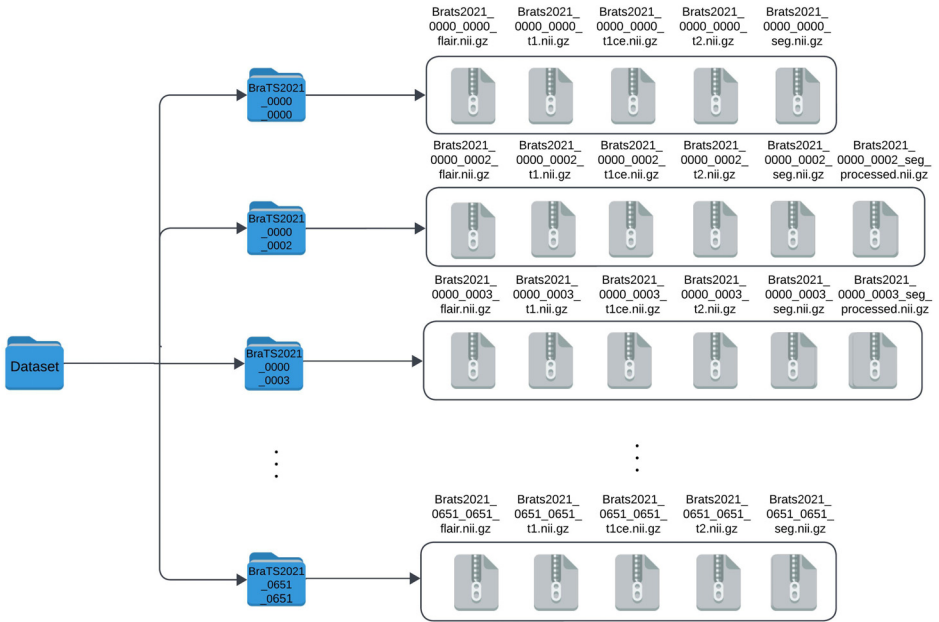 Brats2021_
0000_0000_
flair.nii.gz
Brats2021_
0000_0000_
t1.nii.gz
Brats2021_
0000_0000_
t1ce.nii.gz
Brats2021_
0000_0000_
t2.nii.gz
Brats2021_
0000_0000_
seg.nii.gz
BraTS2021
_0000
_0000
Brats2021_
0000_0002_
flair.nii.gz
Brats2021_
0000_0002_
t1.nii.gz
Brats2021_
0000_0002_
t1ce.nii.gz
Brats2021_
0000_0002_
t2.nii.gz
Brats2021_
0000_0002_
seg.nii.gz
Brats2021_
0000_0002_seg_
processed.nii.gz
BraTS2021
_0000
_0002
Brats2021_
0000_0003_
flair.nii.gz
Brats2021_
0000_0003_
t1.nii.gz
Brats2021_
0000_0003_
t1ce.nii.gz
Brats2021_
0000_0003_
t2.nii.gz
Brats2021_
0000_0003_
seg.nii.gz
Brats2021_
0000_0003_seg_
processed.nii.gz
Dataset
BraTS2021
_0000
_0003
Brats2021_
0651_0651_
flair.nii.gz
Brats2021_
0651_0651_
t1.nii.gz
Brats2021_
0651_0651_
t1ce.nii.gz
Brats2021_
0651_0651_
t2.nii.gz
Brats2021_
0651_0651_
seg.nii.gz
BraTS2021
_0651
_0651